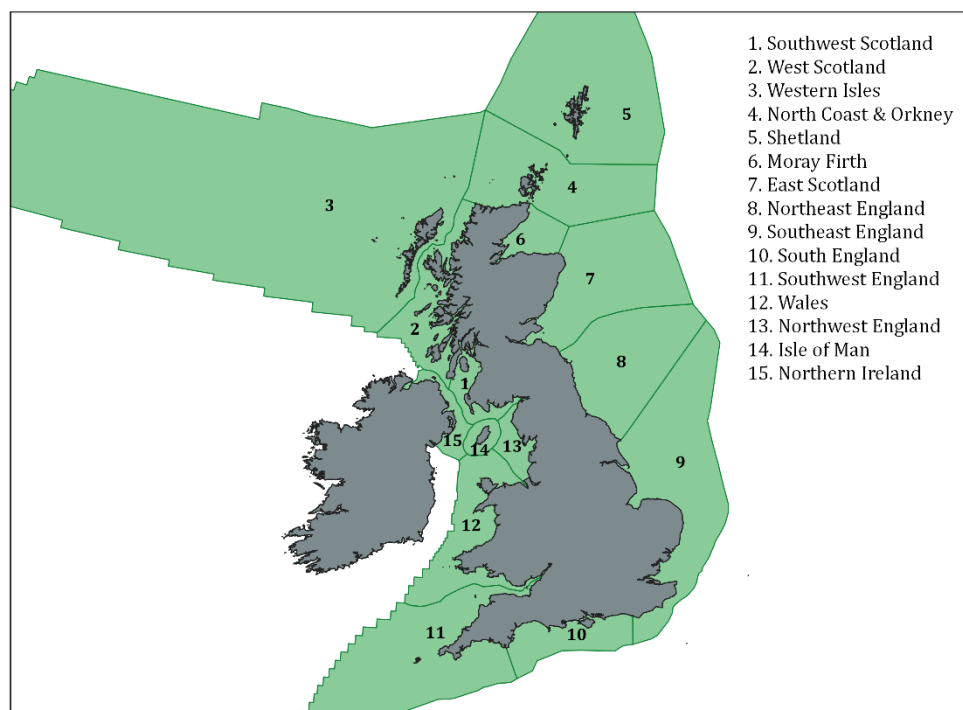 1. Southwest Scotland
2. West Scotland
3. Western Isles
4. North Coast & Orkney
5. Shetland
6. Moray Firth
7. East Scotland
8. Northeast England
9. Southeast England
10. South England
11. Southwest England
12. Wales
13. Northwest England
14. Isle of Man
15. Northern Ireland
5
4
3
6
7
2
8
1
15
14
13
9
12
11
10